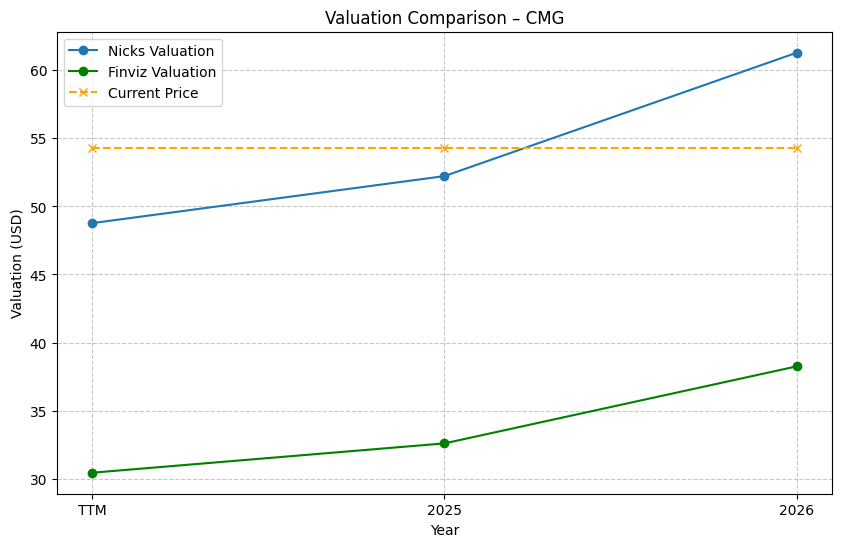 Valuation Comparison – CMG
Nicks Valuation
Finviz Valuation
Current Price
Valuation (USD)
60
55
50
45
40
35
30
TTM
2025
2026
Year